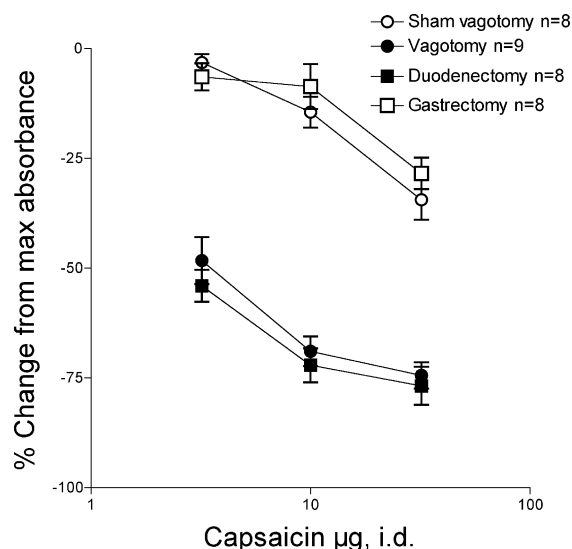 Sham vagotomy n=8
Vagotomy n=9
Duodenectomy n=8
Gastrectomy n=8
% Change from max absorbance
0
-25
-50
-75
-100
1 10 100
Capsaicin µg, i.d.